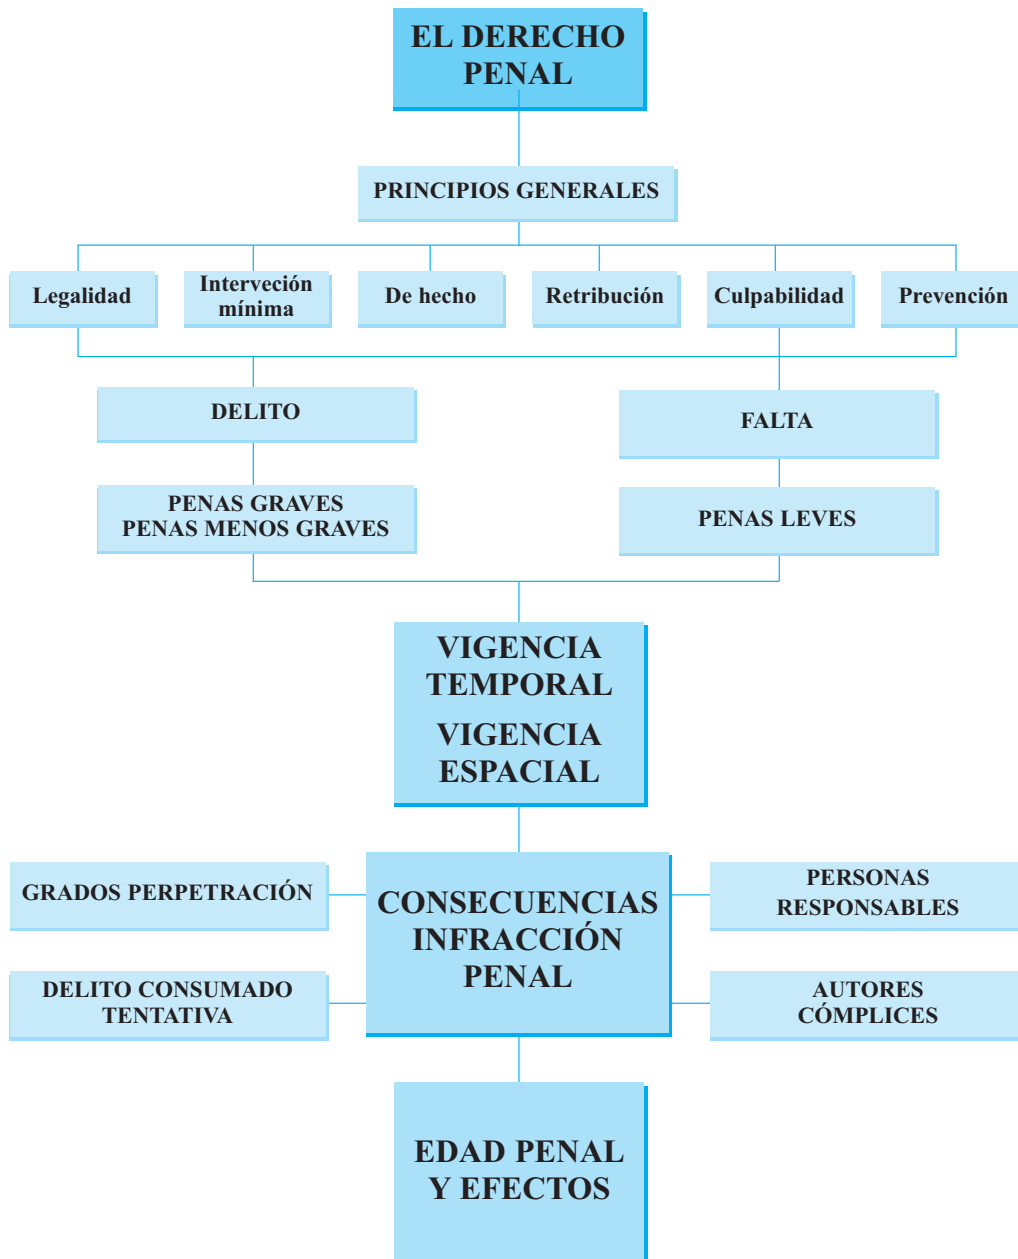 EL DERECHO
PENAL
PRINCIPIOS GENERALES
Legalidad
Interveción
mínima
De hecho
Retribución
Culpabilidad
Prevención
DELITO
FALTA
PENAS GRAVES
PENAS MENOS GRAVES
PENAS LEVES
VIGENCIA
TEMPORAL
VIGENCIA
ESPACIAL
GRADOS PERPETRACIÓN
CONSECUENCIAS
INFRACCIÓN
PENAL
PERSONAS
RESPONSABLES
DELITO CONSUMADO
TENTATIVA
AUTORES
CÓMPLICES
EDAD PENAL
Y EFECTOS